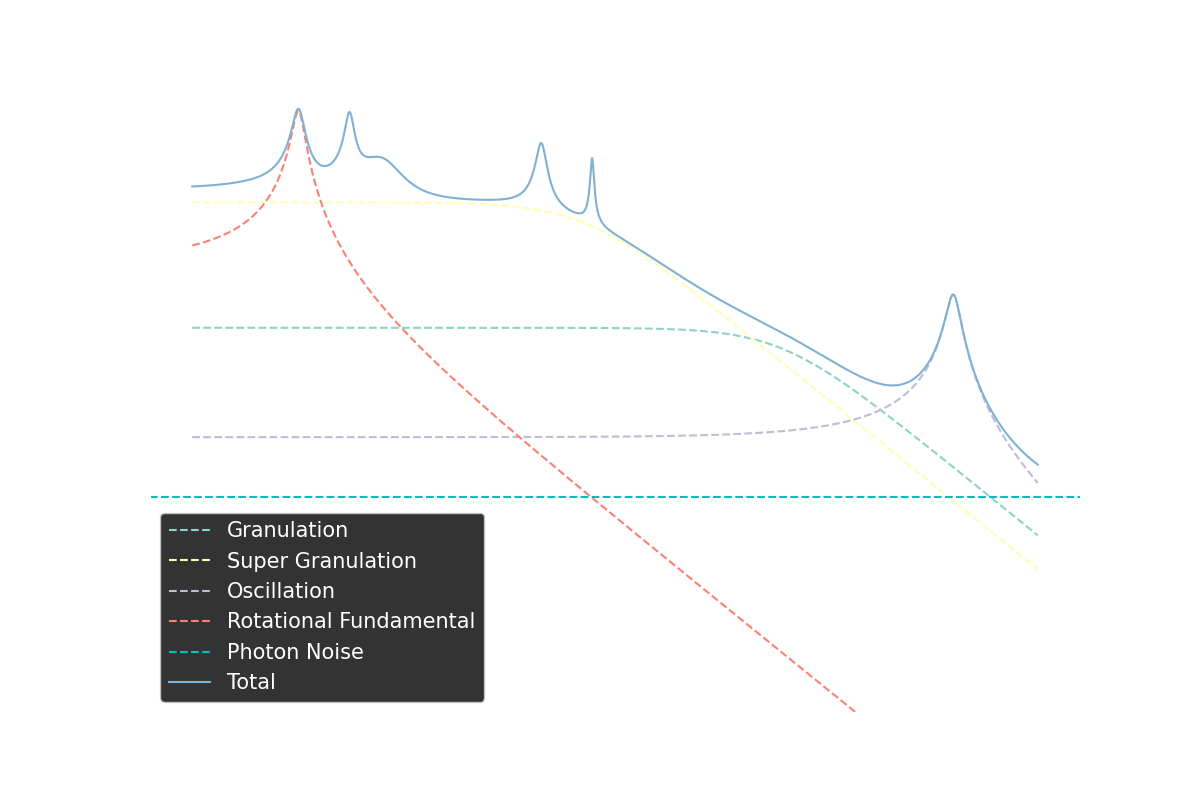 Granulation
Super Granulation
Oscillation
Rotational Fundamental
Photon Noise
Total